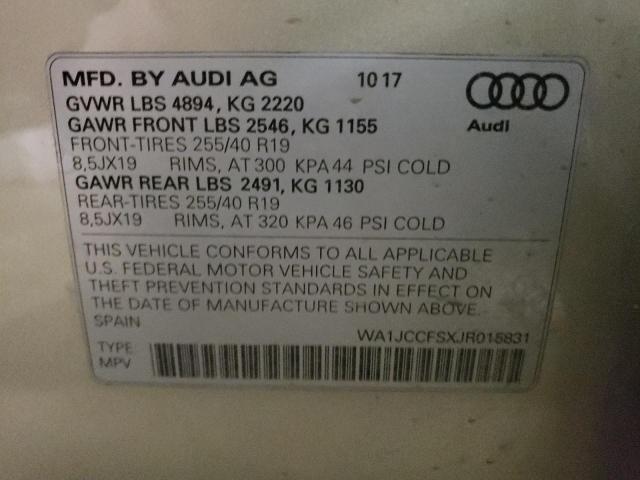 MFD. BY AUDI AG 10 17
GVWR LBS 4894, KG 2220
GAWR FRONT LBS 2546, KG 1155
Audi
FRONT-TIRES 255/40 R19
8,5JX19 RIMS, AT 300 KPA 44 PSI COLD
GAWR REAR LBS 2491, KG 1130
REAR-TIRES 255/40 R19
8,5JX19 RIMS, AT 320 KPA 46 PSI COLD
THIS VEHICLE CONFORMS TO ALL APPLICABLE
U.S. FEDERAL MOTOR VEHICLE SAFETY AND
THEFT PREVENTION STANDARDS IN EFFECT ON
THE DATE OF MANUFACTURE SHOWN ABOVE.
SPAIN
WA1JCCFSXJR015831
TYPE
MPV